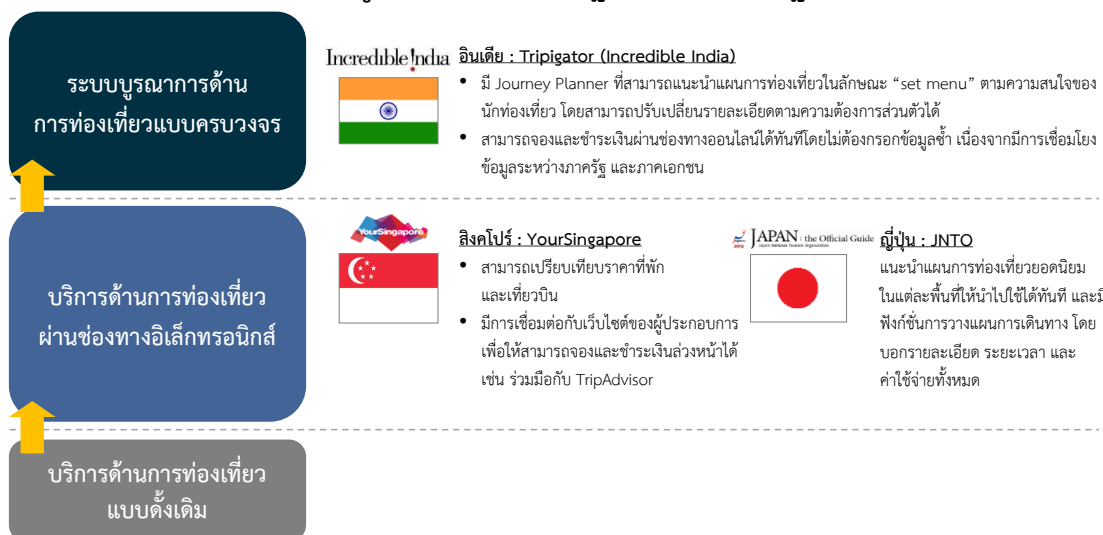 ระบบบูรณาการด้าน
การท่องเที่ยวแบบครบวงจร
Incredible !ndia
อินเดีย : Tripigator (Incredible India)
• มี Journey Planner ที่สามารถแนะนำแผนการท่องเที่ยวในลักษณะ “set menu” ตามความสนใจของ
นักท่องเที่ยว โดยสามารถปรับเปลี่ยนรายละเอียดตามความต้องการส่วนตัวได้
• สามารถจองและชำระเงินผ่านช่องทางออนไลน์ได้ทันทีโดยไม่ต้องกรอกข้อมูลซ้ำ เนื่องจากมีการเชื่อมโยง
ข้อมูลระหว่างภาครัฐ และภาคเอกชน
บริการด้านการท่องเที่ยว
ผ่านช่องทางอิเล็กทรอนิกส์
YourSingapore
สิงคโปร์ : YourSingapore
• สามารถเปรียบเทียบราคาที่พัก
และเที่ยวบิน
• มีการเชื่อมต่อกับเว็บไซต์ของผู้ประกอบการ
เพื่อให้สามารถจองและชำระเงินล่วงหน้าได้
เช่น ร่วมมือกับ TripAdvisor
JNTO
JAPAN : the Official Guide
Japan National Tourism Organization
ญี่ปุ่น : JNTO
แนะนำแผนการท่องเที่ยวยอดนิยม
ในแต่ละพื้นที่ให้นำไปใช้ได้ทันที และมี
ฟังก์ชั่นการวางแผนการเดินทาง โดย
บอกรายละเอียด ระยะเวลา และ
ค่าใช้จ่ายทั้งหมด
บริการด้านการท่องเที่ยว
แบบดั้งเดิม